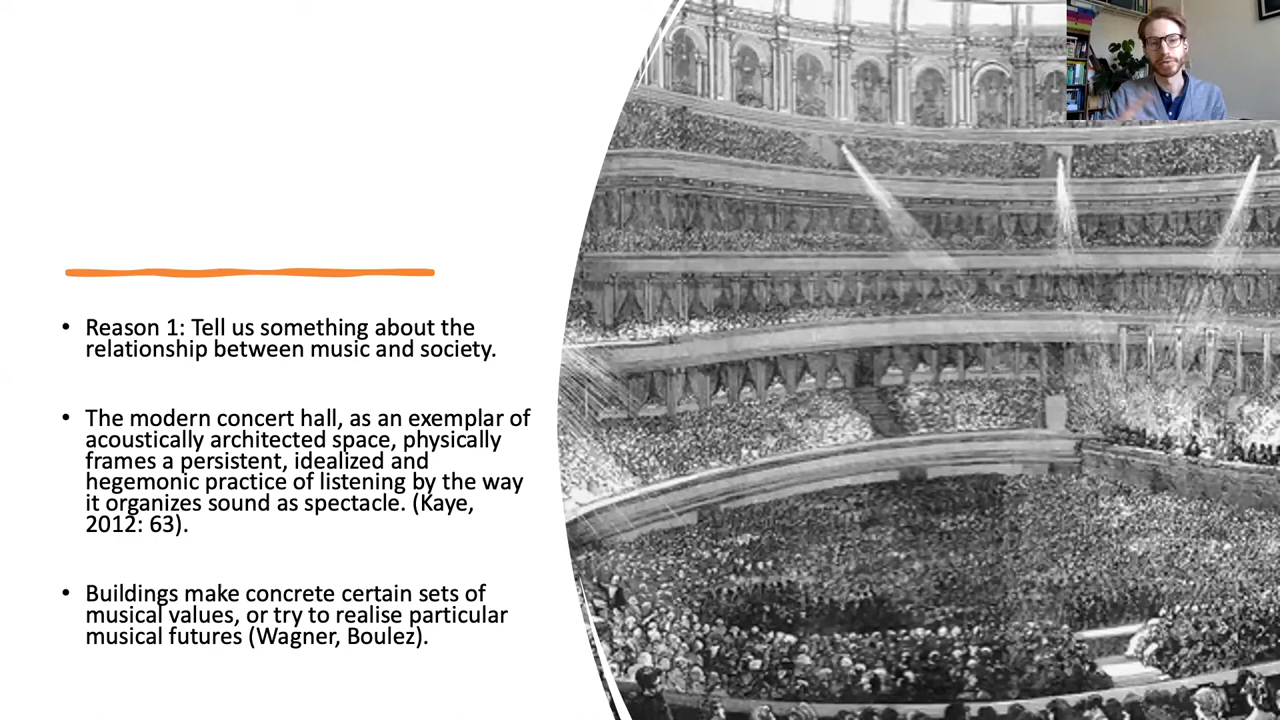 • Reason 1: Tell us something about the
relationship between music and society.
• The modern concert hall, as an exemplar of
acoustically architected space, physically
frames a persistent, idealized and
hegemonic practice of listening by the way
it organizes sound as spectacle. (Kaye,
2012: 63).
• Buildings make concrete certain sets of
musical values, or try to realise particular
musical futures (Wagner, Boulez).